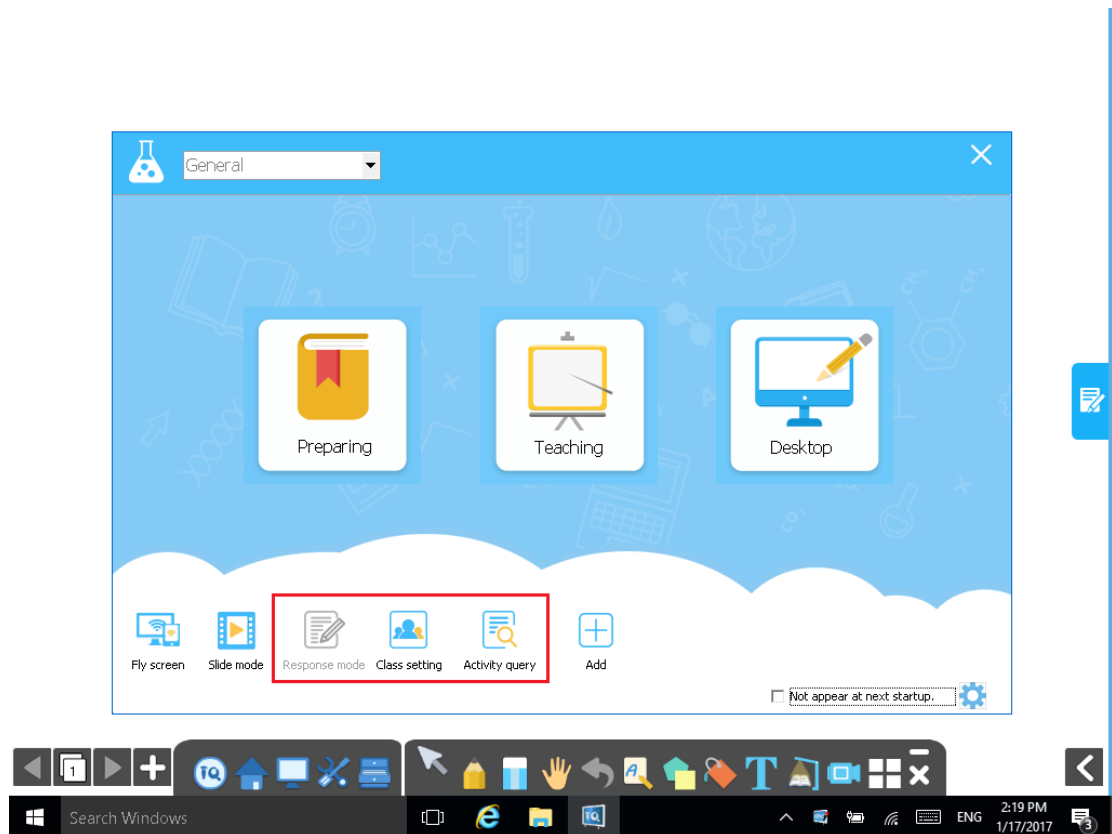 General
Preparing
Teaching
Desktop
Fly screen
Slide mode
Response mode
Class setting
Activity query
Add
Not appear at next startup.
1
IQ
T
Search Windows
IQ
ENG
2:19 PM
1/17/2017
3